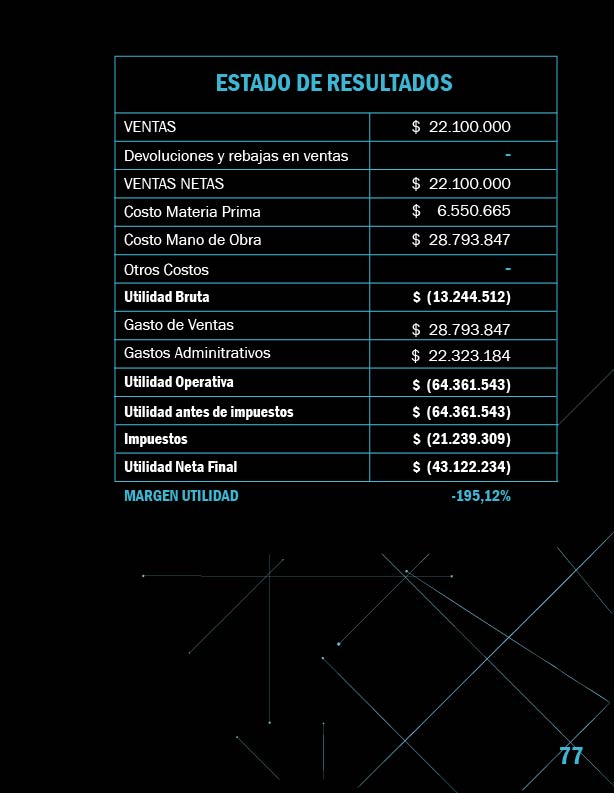 ESTADO DE RESULTADOS
VENTAS $ 22.100.000
Devoluciones y rebajas en ventas -
VENTAS NETAS $ 22.100.000
Costo Materia Prima $ 6.550.665
Costo Mano de Obra $ 28.793.847
Otros Costos -
Utilidad Bruta $ (13.244.512)
Gasto de Ventas $ 28.793.847
Gastos Adminitrativos $ 22.323.184
Utilidad Operativa $ (64.361.543)
Utilidad antes de impuestos $ (64.361.543)
Impuestos $ (21.239.309)
Utilidad Neta Final $ (43.122.234)
MARGEN UTILIDAD -195,12%
77